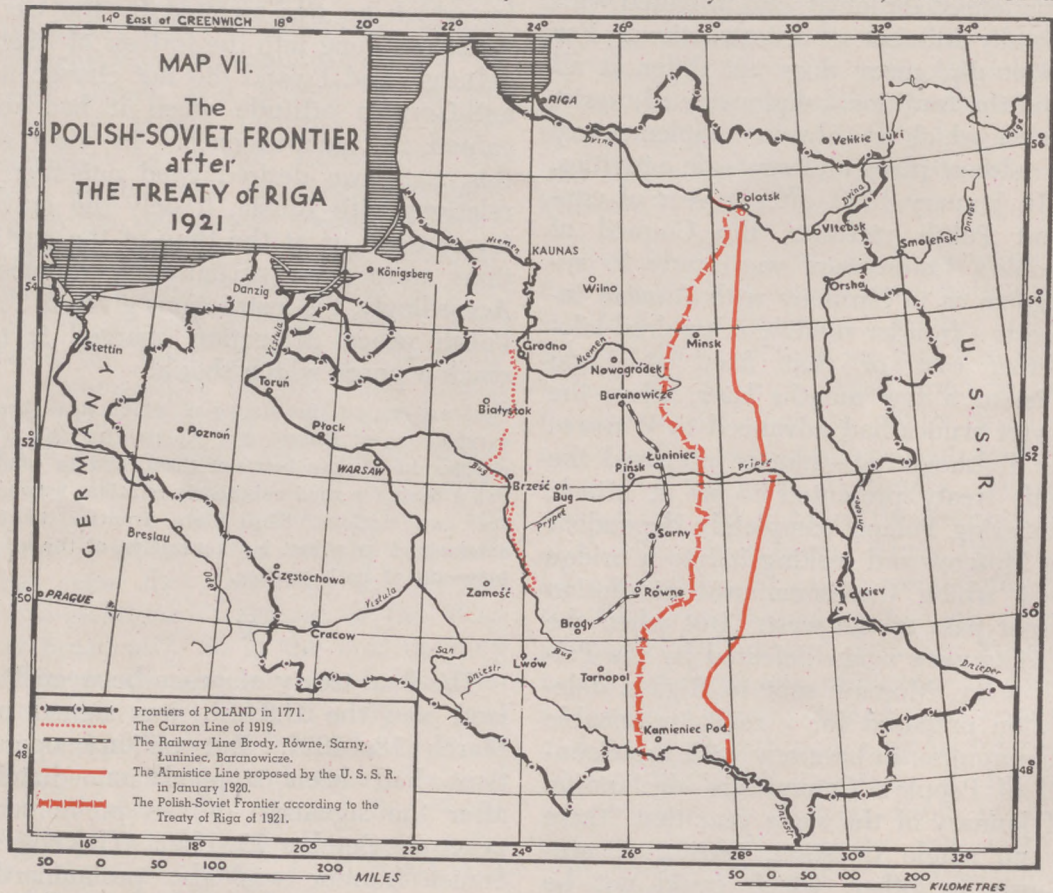 14° East of GREENWICH 18° 20° 22° 24° 26° 28° 30° 32° 34°
MAP VII.
The
POLISH-SOVIET FRONTIER
after
THE TREATY of RIGA
1921
56°
56°
RIGA
Dvina
Velikie Luki
Volga
Polotsk
Dvina
Vitebsk
Dnieper
Smolensk
Orsha
Niemen
KAUNAS
Königsberg
Wilno
54°
54°
Danzig
Vistula
Stettin
Grodno
Niemen
Minsk
Nowogródek
Baranowicze
Toruń
Białystok
U. S. S. R.
GERMANY
Poznań
Płock
52°
52°
WARSAW
Bug
Brześć on
Bug
Pińsk
Łuniniec
Pripet
Prypeć
Dnieper
Breslau
Oder
Sarny
Częstochowa
Zamość
Równe
Kiev
50°
50°
PRAGUE
Vistula
Cracow
Brody
Bug
San
Lwów
Dniestr
Tarnopol
Dnieper
Kamieniec Pod.
48°
48°
Dniestr
Frontiers of POLAND in 1771.
The Curzon Line of 1919.
The Railway Line Brody, Równe, Sarny,
Łuniniec, Baranowicze.
The Armistice Line proposed by the U. S. S. R.
in January 1920.
The Polish-Soviet Frontier according to the
Treaty of Riga of 1921.
16° 18° 20° 22° 24° 26° 28° 30° 32°
50 0 50 100 200
MILES
50 0 50 100 200
KILOMETRES